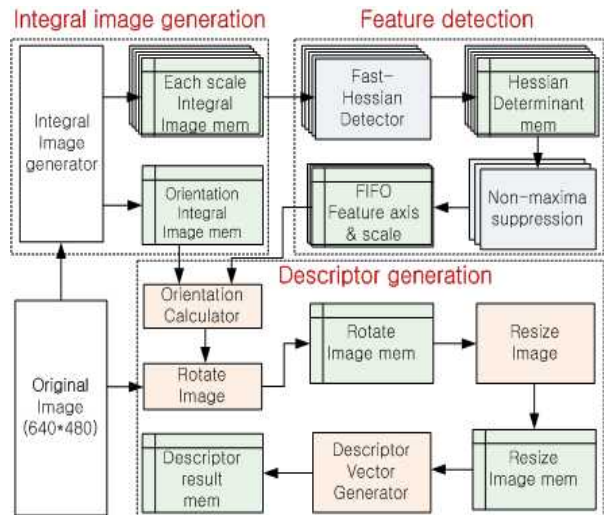 Integral image generation
Feature detection
Each scale
Integral
Image mem
Fast-
Hessian
Detector
Hessian
Determinant
mem
Integral
Image
generator
Orientation
Integral
Image mem
FIFO
Feature axis
& scale
Non-maxima
suppression
Descriptor generation
Orientation
Calculator
Rotate
Image mem
Resize
Image
Rotate
Image
Original
Image
(640*480)
Descriptor
result
mem
Descriptor
Vector
Generator
Resize
Image mem